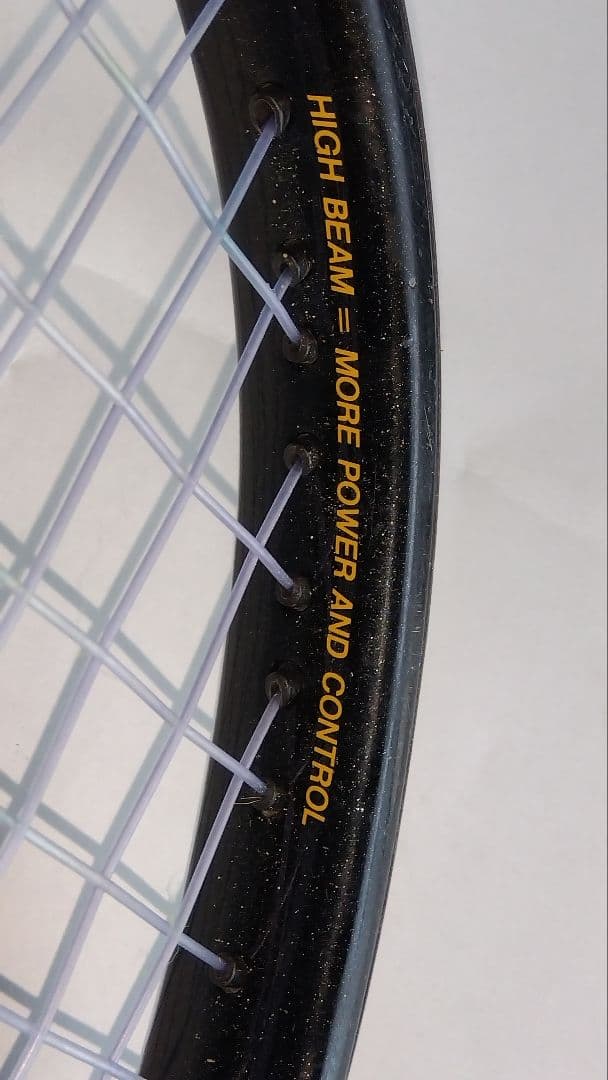 HIGH BEAM = MORE POWER AND CONTROL